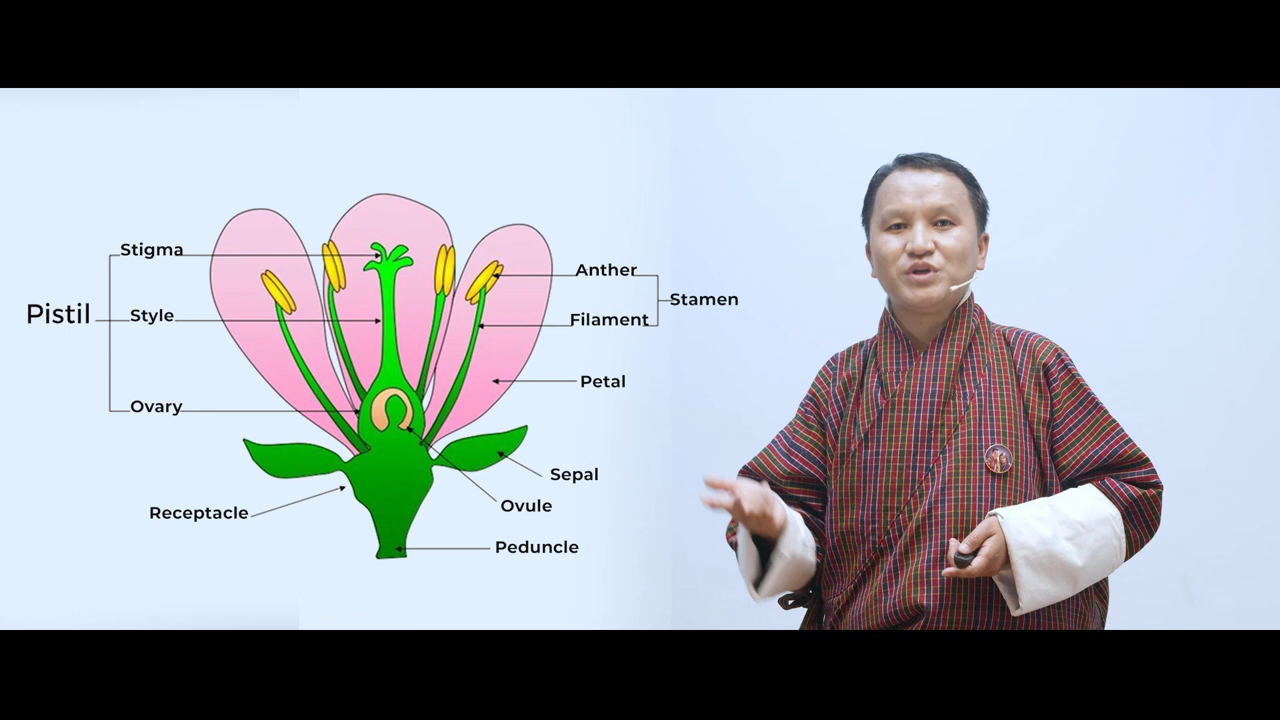 Stigma
Pistil
Style
Ovary
Receptacle
Anther
Stamen
Filament
Petal
Sepal
Ovule
Peduncle